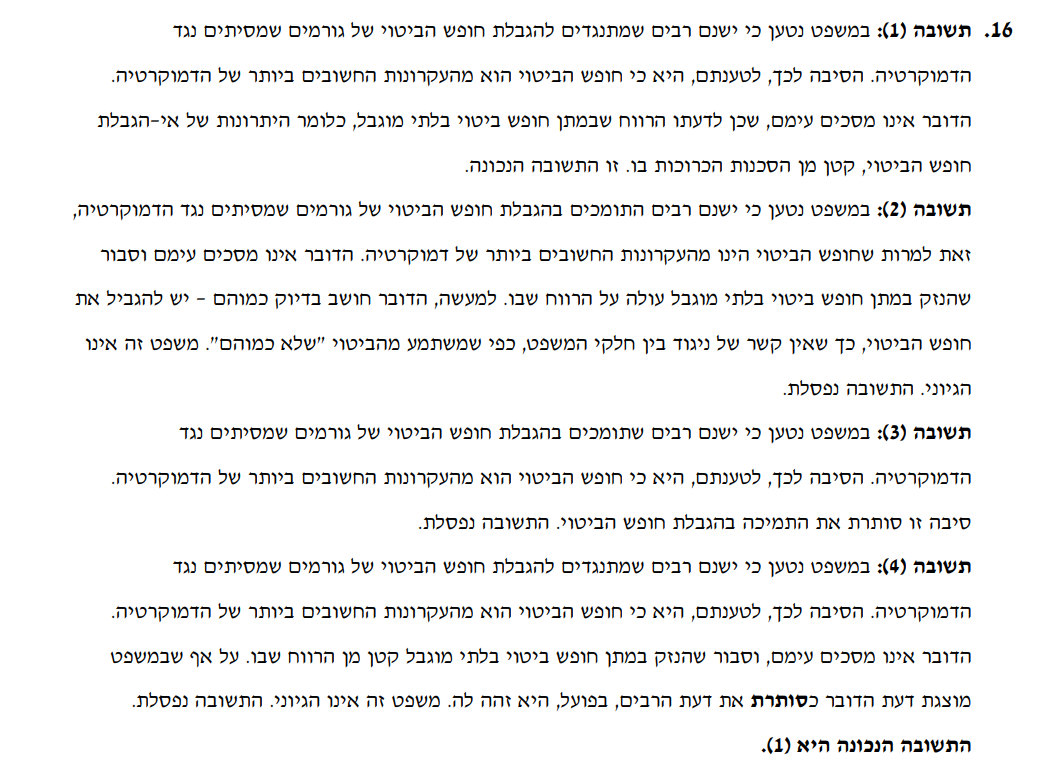 16. תשובה (1): במשפט נטען כי ישנם רבים שמתנגדים להגבלת חופש הביטוי של גורמים שמסיתים נגד
הדמוקרטיה. הסיבה לכך, לטענתם, היא כי חופש הביטוי הוא מהעקרונות החשובים ביותר של הדמוקרטיה.
הדובר אינו מסכים עימם, שכן לדעתו הרווח שבמתן חופש ביטוי בלתי מוגבל, כלומר היתרונות של אי-הגבלת
חופש הביטוי, קטן מן הסכנות הכרוכות בו. זו התשובה הנכונה.
תשובה (2): במשפט נטען כי ישנם רבים התומכים בהגבלת חופש הביטוי של גורמים שמסיתים נגד הדמוקרטיה,
זאת למרות שחופש הביטוי הינו מהעקרונות החשובים ביותר של דמוקרטיה. הדובר אינו מסכים עימם וסבור
שהנזק במתן חופש ביטוי בלתי מוגבל עולה על הרווח שבו. למעשה, הדובר חושב בדיוק כמוהם - יש להגביל את
חופש הביטוי, כך שאין קשר של ניגוד בין חלקי המשפט, כפי שמשתמע מהביטוי "שלא כמוהם". משפט זה אינו
הגיוני. התשובה נפסלת.
תשובה (3): במשפט נטען כי ישנם רבים שתומכים בהגבלת חופש הביטוי של גורמים שמסיתים נגד
הדמוקרטיה. הסיבה לכך, לטענתם, היא כי חופש הביטוי הוא מהעקרונות החשובים ביותר של הדמוקרטיה.
סיבה זו סותרת את התמיכה בהגבלת חופש הביטוי. התשובה נפסלת.
תשובה (4): במשפט נטען כי ישנם רבים שמתנגדים להגבלת חופש הביטוי של גורמים שמסיתים נגד
הדמוקרטיה. הסיבה לכך, לטענתם, היא כי חופש הביטוי הוא מהעקרונות החשובים ביותר של הדמוקרטיה.
הדובר אינו מסכים עימם, וסבור שהנזק במתן חופש ביטוי בלתי מוגבל קטן מן הרווח שבו. על אף שבמשפט
מוצגת דעת הדובר כסותרת את דעת הרבים, בפועל, היא זהה לה. משפט זה אינו הגיוני. התשובה נפסלת.
התשובה הנכונה היא (1).